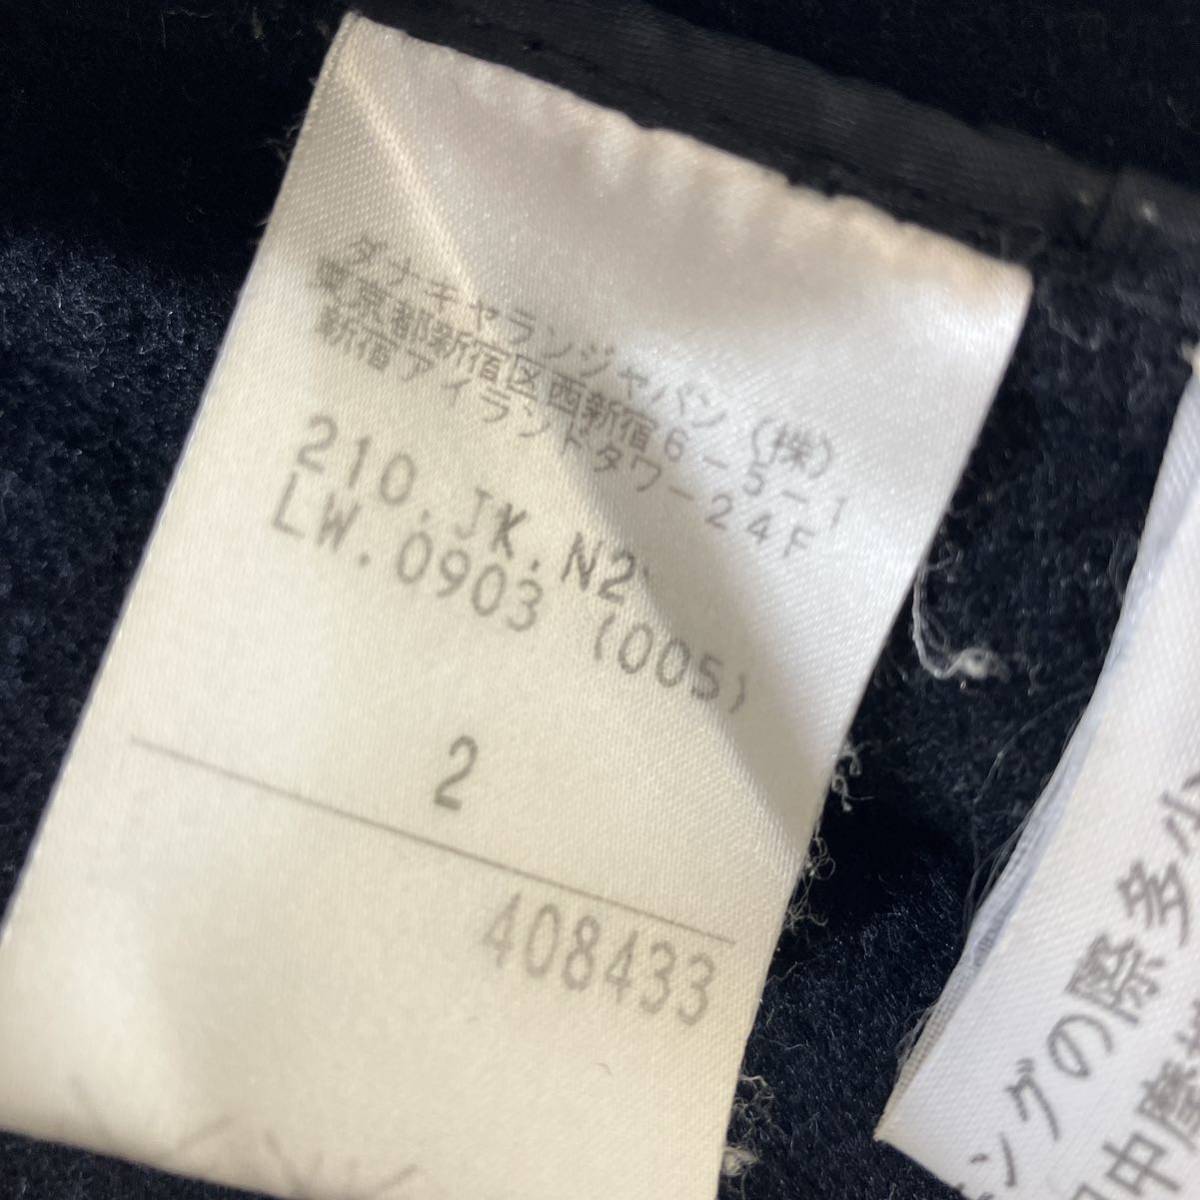 ダナキャランジャパン(株)
東京都新宿区西新宿6-5-1
新宿アイランドタワー24F
210.JK.N2
LW.0903 (005)
2
408433
ングの際多少
中摩